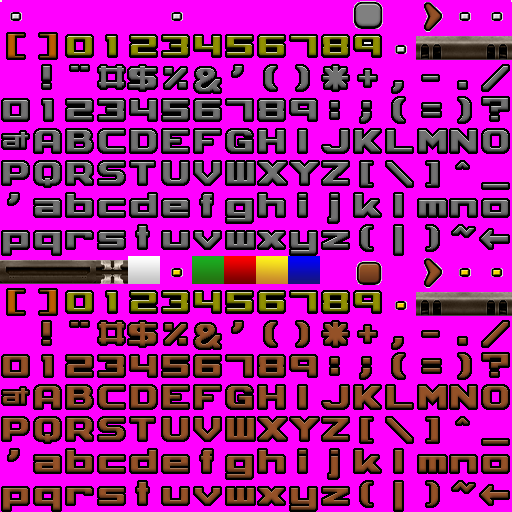 [ ] 0 1 2 3 4 5 6 7 8 9
! " # $ % & ' ( ) * + , - . /
0 1 2 3 4 5 6 7 8 9 : ; ( = ) ?
at A B C D E F G H I J K L M N O
P Q R S T U V W X Y Z [ \ ] ^ _
' a b c d e f g h i j k l m n o
p q r s t u v w x y z ( | ) ~ ←
[ ] 0 1 2 3 4 5 6 7 8 9
! " # $ % & ' ( ) * + , - . /
0 1 2 3 4 5 6 7 8 9 : ; ( = ) ?
at A B C D E F G H I J K L M N O
P Q R S T U V W X Y Z [ \ ] ^ _
' a b c d e f g h i j k l m n o
p q r s t u v w x y z ( | ) ~ ←